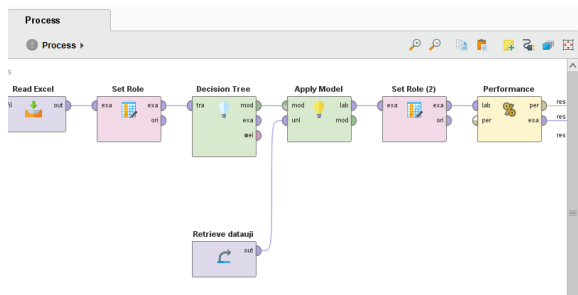 Process
Process
s
Read Excel
fil
out
Set Role
exa
exa
ori
Decision Tree
tra
mod
exa
wei
Apply Model
mod
lab
unl
mod
Set Role (2)
exa
exa
ori
Performance
lab
per
per
exa
res
res
res
Retrieve datauji
out